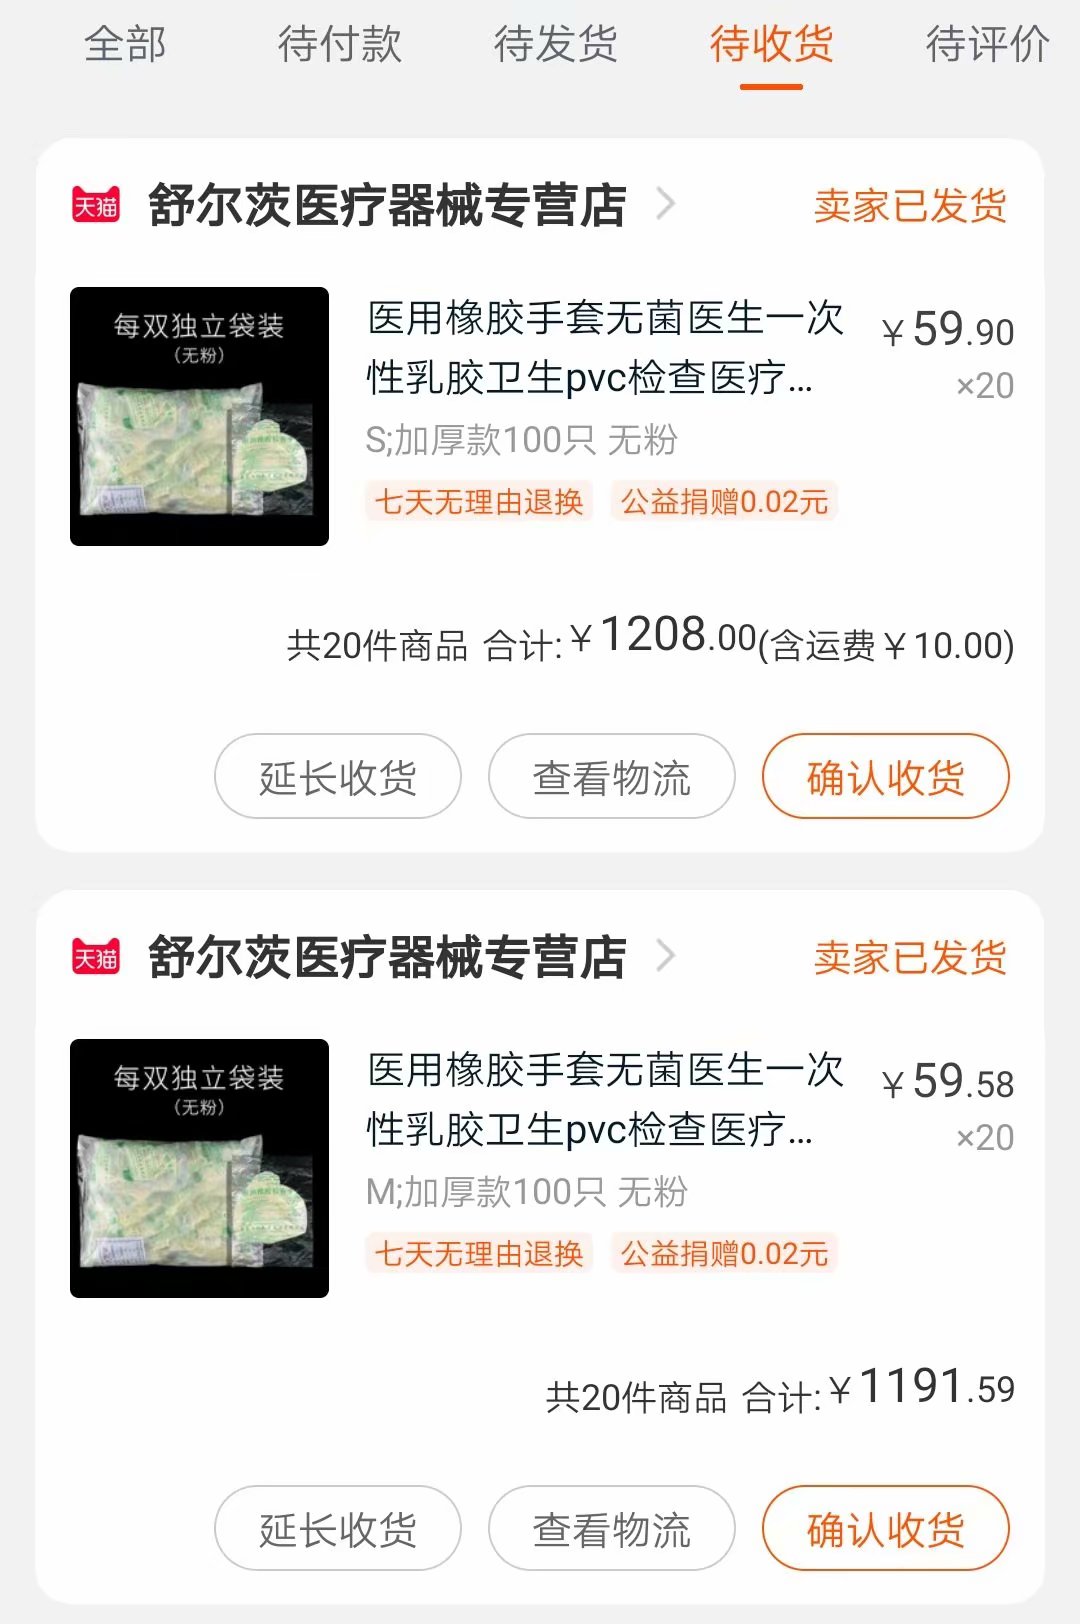 全部 待付款 待发货 待收货 待评价
天猫 舒尔茨医疗器械专营店 > 卖家已发货
每双独立袋装
(无粉)
医用橡胶手套无菌医生一次 ¥59.90
性乳胶卫生pvc检查医疗... ×20
S;加厚款100只 无粉
七天无理由退换 公益捐赠0.02元
共20件商品 合计:¥1208.00(含运费¥10.00)
延长收货 查看物流 确认收货
天猫 舒尔茨医疗器械专营店 > 卖家已发货
每双独立袋装
(无粉)
医用橡胶手套无菌医生一次 ¥59.58
性乳胶卫生pvc检查医疗... ×20
M;加厚款100只 无粉
七天无理由退换 公益捐赠0.02元
共20件商品 合计:¥1191.59
延长收货 查看物流 确认收货